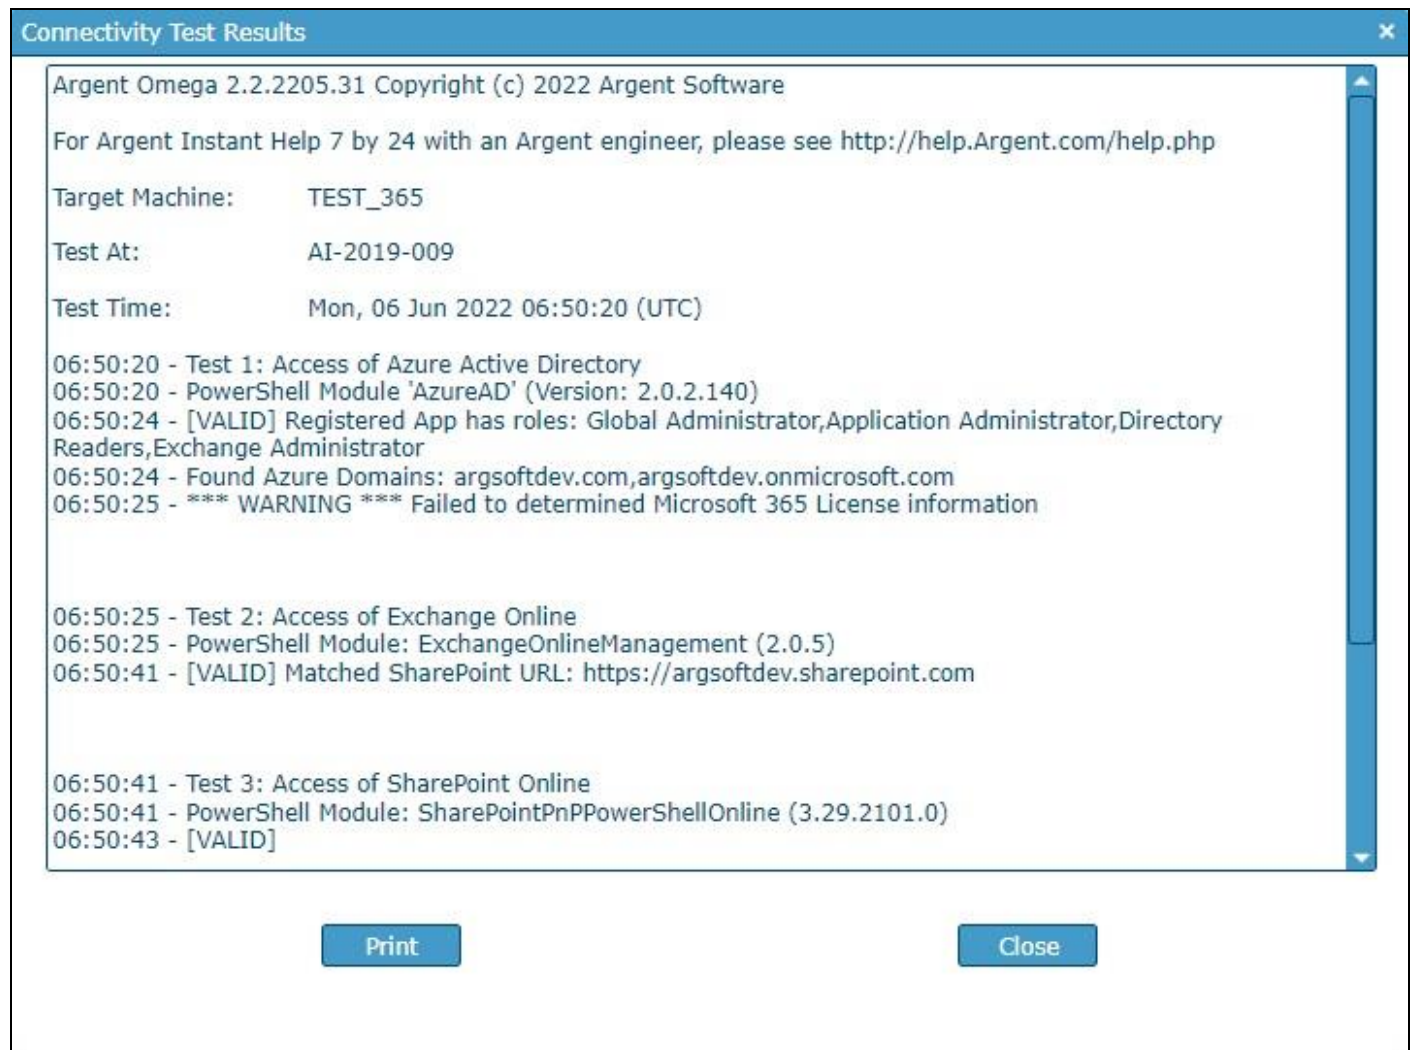 Connectivity Test Results
Argent Omega 2.2.2205.31 Copyright (c) 2022 Argent Software
For Argent Instant Help 7 by 24 with an Argent engineer, please see http://help.Argent.com/help.php
Target Machine: TEST_365
Test At: AI-2019-009
Test Time: Mon, 06 Jun 2022 06:50:20 (UTC)
06:50:20 - Test 1: Access of Azure Active Directory
06:50:20 - PowerShell Module 'AzureAD' (Version: 2.0.2.140)
06:50:24 - [VALID] Registered App has roles: Global Administrator,Application Administrator,Directory
Readers,Exchange Administrator
06:50:24 - Found Azure Domains: argsoftdev.com,argsoftdev.onmicrosoft.com
06:50:25 - *** WARNING *** Failed to determined Microsoft 365 License information
06:50:25 - Test 2: Access of Exchange Online
06:50:25 - PowerShell Module: ExchangeOnlineManagement (2.0.5)
06:50:41 - [VALID] Matched SharePoint URL: https://argsoftdev.sharepoint.com
06:50:41 - Test 3: Access of SharePoint Online
06:50:41 - PowerShell Module: SharePointPnPPowerShellOnline (3.29.2101.0)
06:50:43 - [VALID]
Print
Close